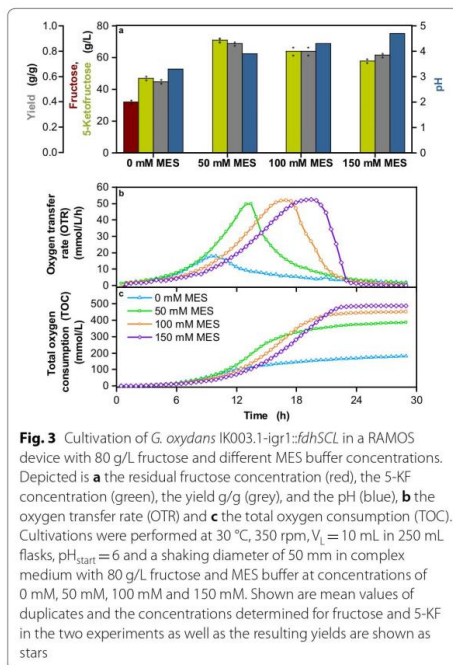 Yield (g/g)
Fructose,
5-Ketofructose (g/L)
pH
1.0 80 a 5
0.8 4
60
0.6 3
40
0.4 2
0.2 20 1
0.0 0 0
0 mM MES 50 mM MES 100 mM MES 150 mM MES
Oxygen transfer
rate (OTR)
(mmol/L/h)
60 b
50
40
30
20
10
0
Total oxygen
consumption (TOC)
(mmol/L)
500 c
400
300
200
100
0
0 mM MES
50 mM MES
100 mM MES
150 mM MES
0 6 12 18 24 30
Time (h)
Fig. 3 Cultivation of G. oxydans IK003.1-igr1::fdhSCL in a RAMOS
device with 80 g/L fructose and different MES buffer concentrations.
Depicted is a the residual fructose concentration (red), the 5-KF
concentration (green), the yield g/g (grey), and the pH (blue), b the
oxygen transfer rate (OTR) and c the total oxygen consumption (TOC).
Cultivations were performed at 30 °C, 350 rpm, VL = 10 mL in 250 mL
flasks, pHstart = 6 and a shaking diameter of 50 mm in complex
medium with 80 g/L fructose and MES buffer at concentrations of
0 mM, 50 mM, 100 mM and 150 mM. Shown are mean values of
duplicates and the concentrations determined for fructose and 5-KF
in the two experiments as well as the resulting yields are shown as
stars